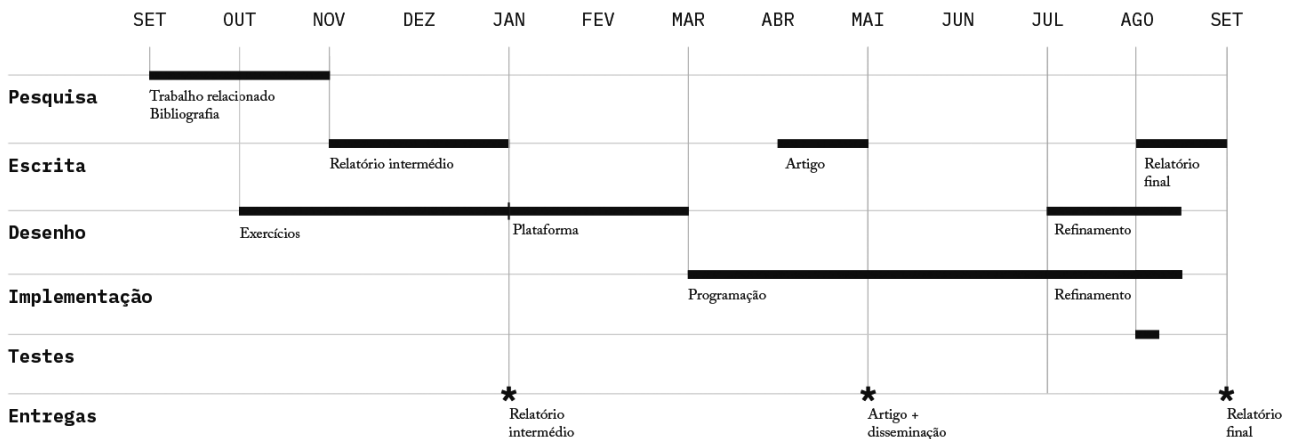 SET OUT NOV DEZ JAN FEV MAR ABR MAI JUN JUL AGO SET
Pesquisa
Trabalho relacionado
Bibliografia
Escrita
Relatório intermédio
Artigo
Relatório
final
Desenho
Exercícios
Plataforma
Refinamento
Implementação
Programação
Refinamento
Testes
Entregas
Relatório
intermédio
Artigo +
disseminação
Relatório
final